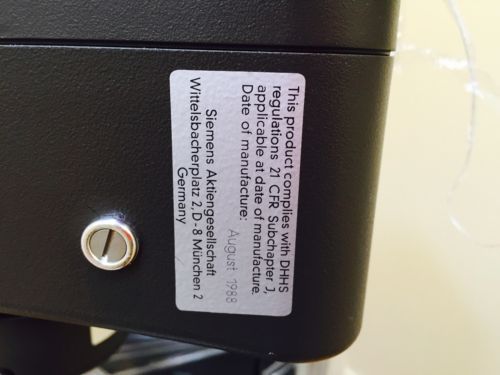 This product complies with DHHS
regulations 21 CFR Subchapter J,
applicable at date of manufacture.
Date of manufacture: August 1988
Siemens Aktiengesellschaft
Wittelsbacherplatz 2, D-8 München 2
Germany